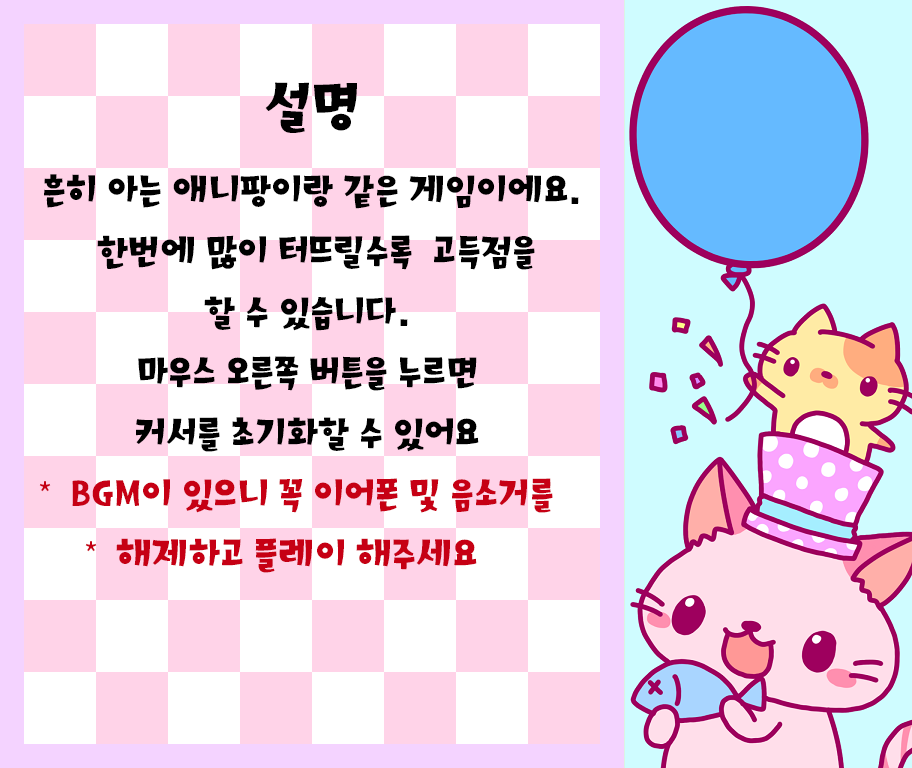 설명
흔히 아는 애니팡이랑 같은 게임이에요.
한번에 많이 터뜨릴수록 고득점을
할 수 있습니다.
마우스 오른쪽 버튼을 누르면
커서를 초기화할 수 있어요
* BGM이 있으니 꼭 이어폰 및 음소거를
* 해제하고 플레이 해주세요